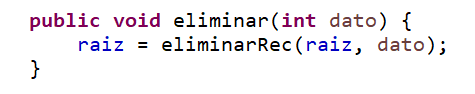 public void eliminar(int dato) {
    raiz = eliminarRec(raiz, dato);
}